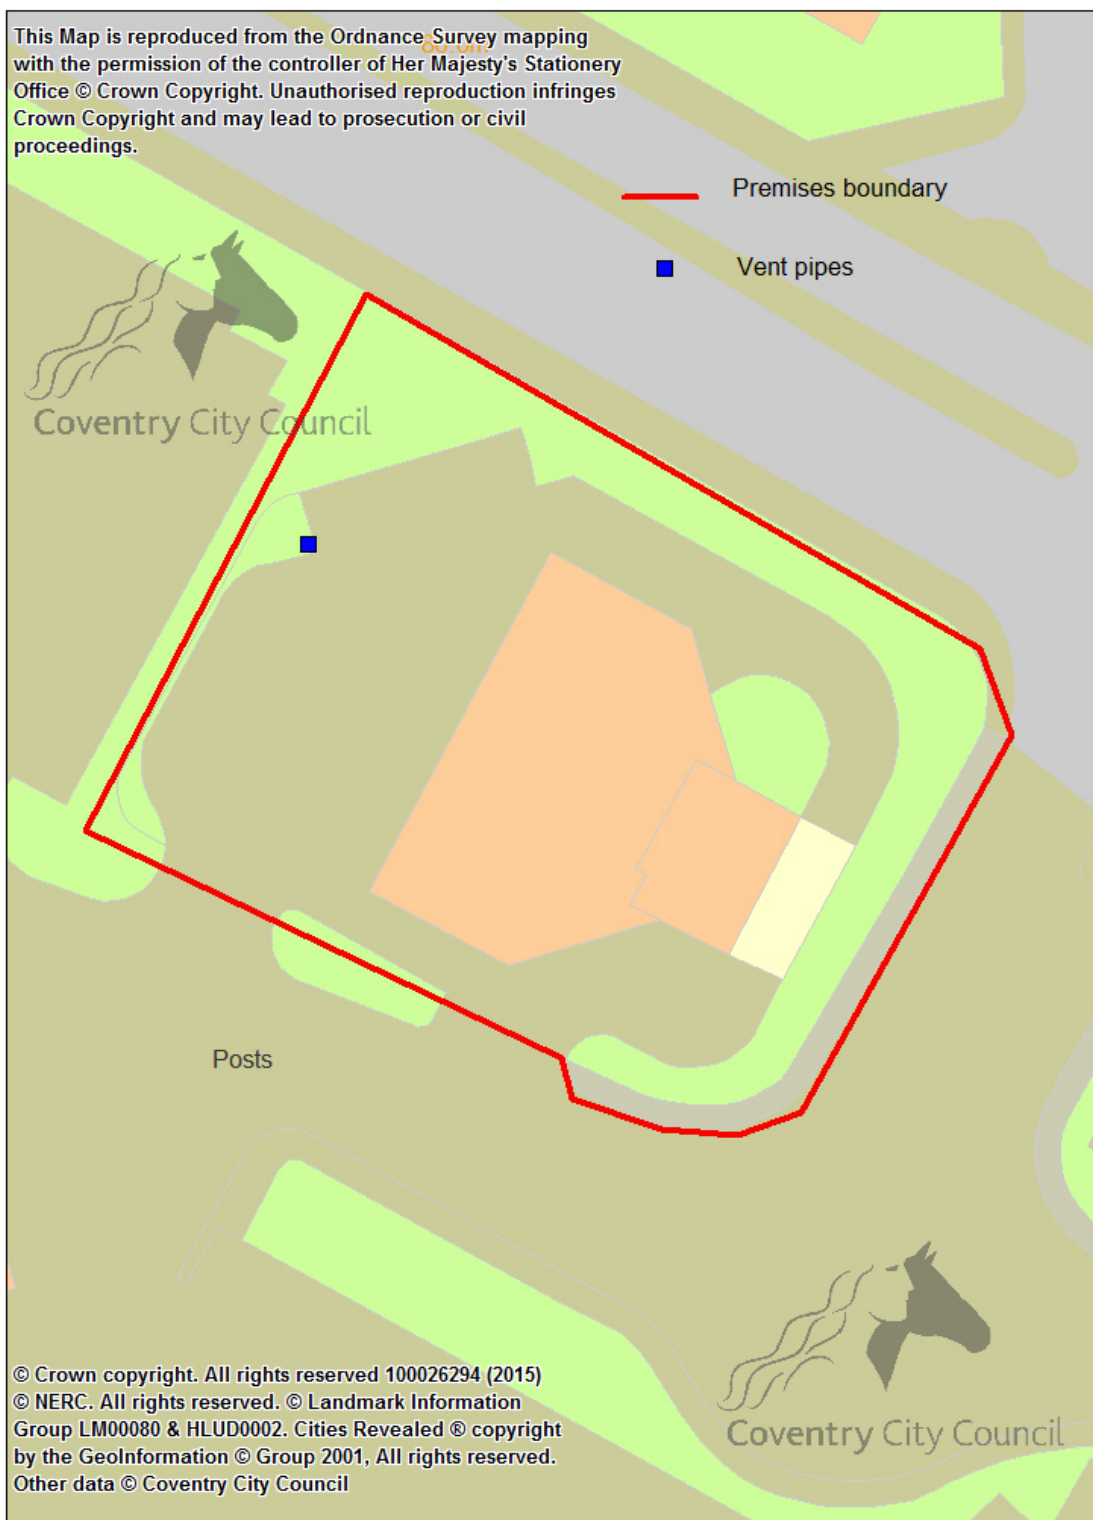 This Map is reproduced from the Ordnance Survey mapping
with the permission of the controller of Her Majesty's Stationery
Office © Crown Copyright. Unauthorised reproduction infringes
Crown Copyright and may lead to prosecution or civil
proceedings.
Premises boundary
Vent pipes
Coventry City Council
Posts
© Crown copyright. All rights reserved 100026294 (2015)
© NERC. All rights reserved. © Landmark Information
Group LM00080 & HLUD0002. Cities Revealed ® copyright
by the GeoInformation © Group 2001, All rights reserved.
Other data © Coventry City Council
Coventry City Council